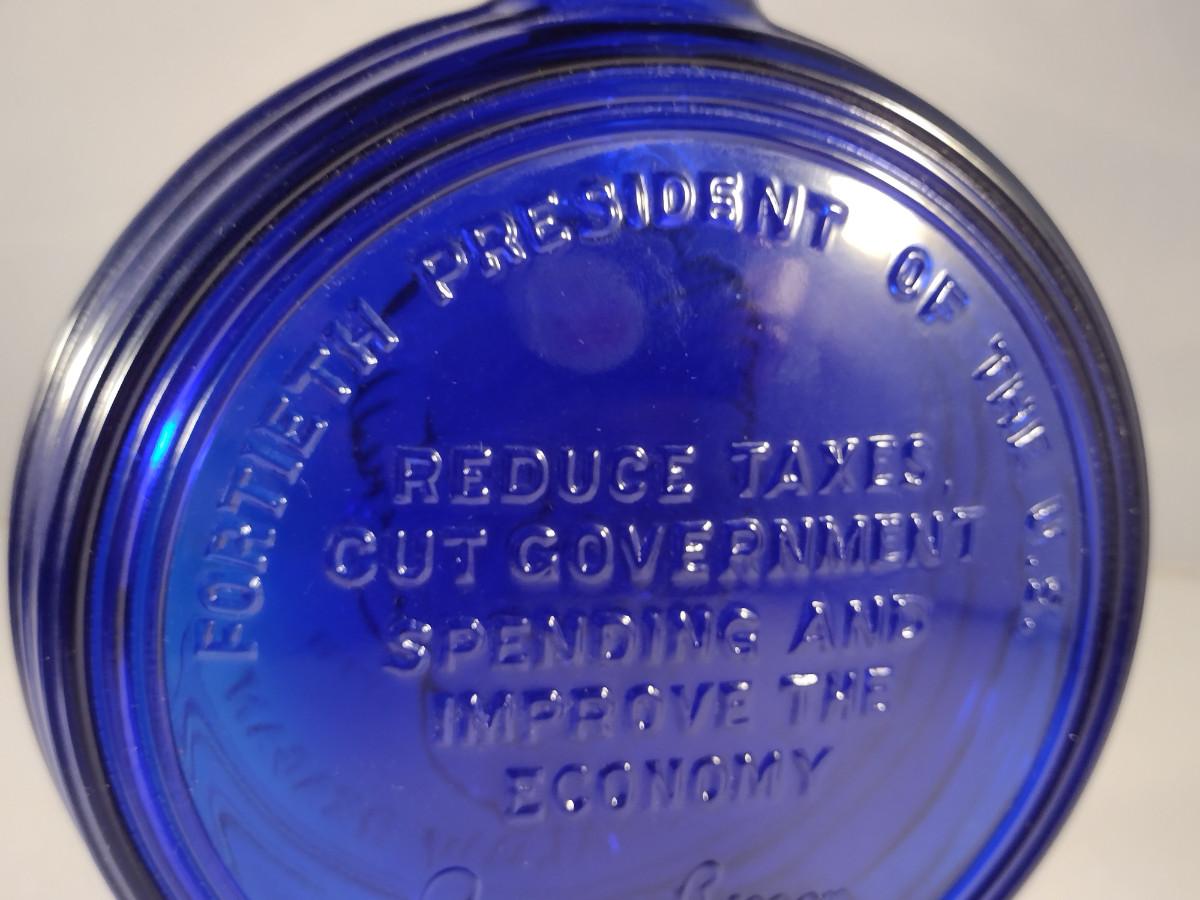 FORTIETH PRESIDENT OF THE U.S.
REDUCE TAXES,
CUT GOVERNMENT
SPENDING AND
IMPROVE THE
ECONOMY